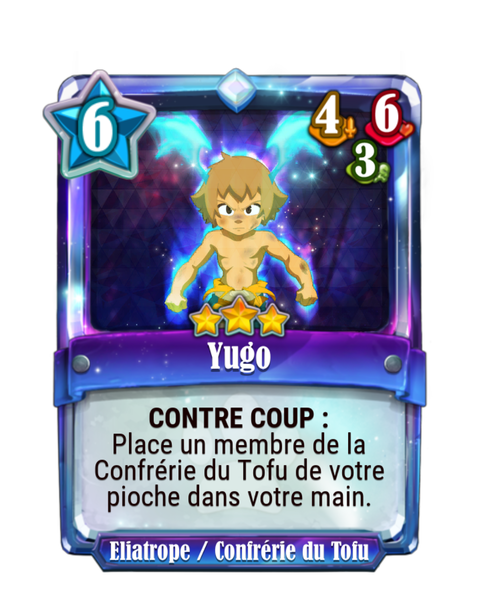 6
4
6
3
Yugo
CONTRE COUP :
Place un membre de la
Confrérie du Tofu de votre
pioche dans votre main.
Eliatrope / Confrérie du Tofu